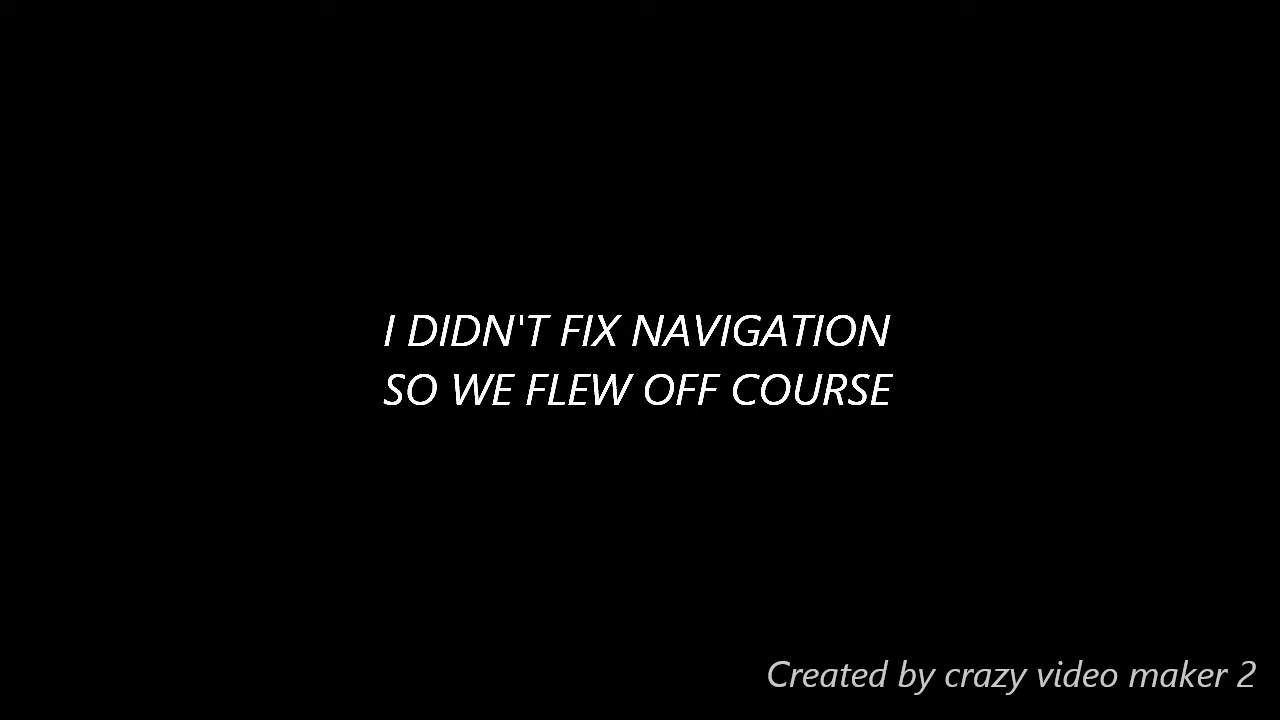 I DIDN'T FIX NAVIGATION
SO WE FLEW OFF COURSE
Created by crazy video maker 2